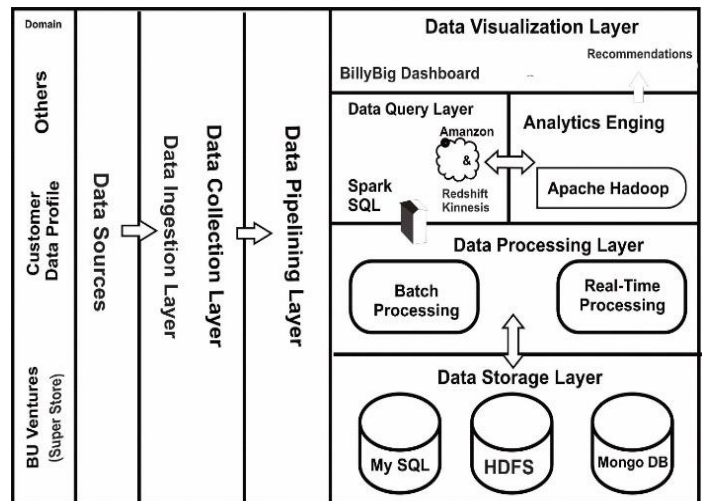 Domain
Others
Customer
Data Profile
BU Ventures
(Super Store)
Data Sources
Data Ingestion Layer
Data Collection Layer
Data Pipelining Layer
Data Visualization Layer
Recommendations
BillyBig Dashboard
--
Data Query Layer
Amanzon
&
Redshift
Kinnesis
Spark
SQL
Analytics Enging
Apache Hadoop
Data Processing Layer
Batch
Processing
Real-Time
Processing
Data Storage Layer
My SQL
HDFS
Mongo DB